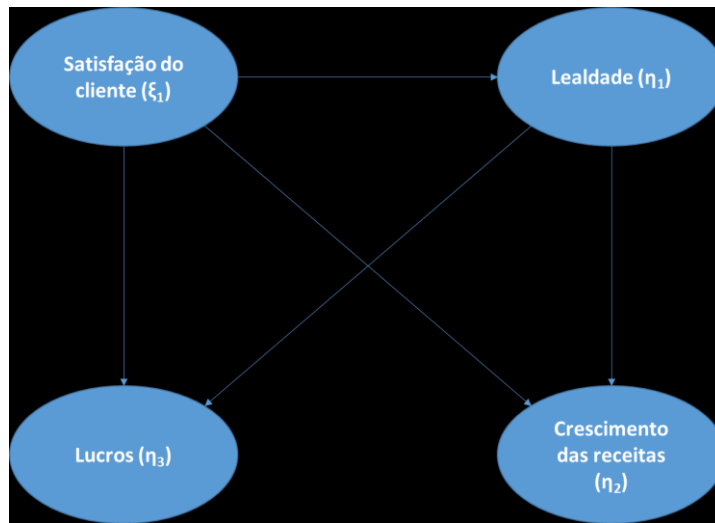 Satisfação do
cliente (ξ₁)
Lealdade (η₁)
Lucros (η₃)
Crescimento
das receitas
(η₂)